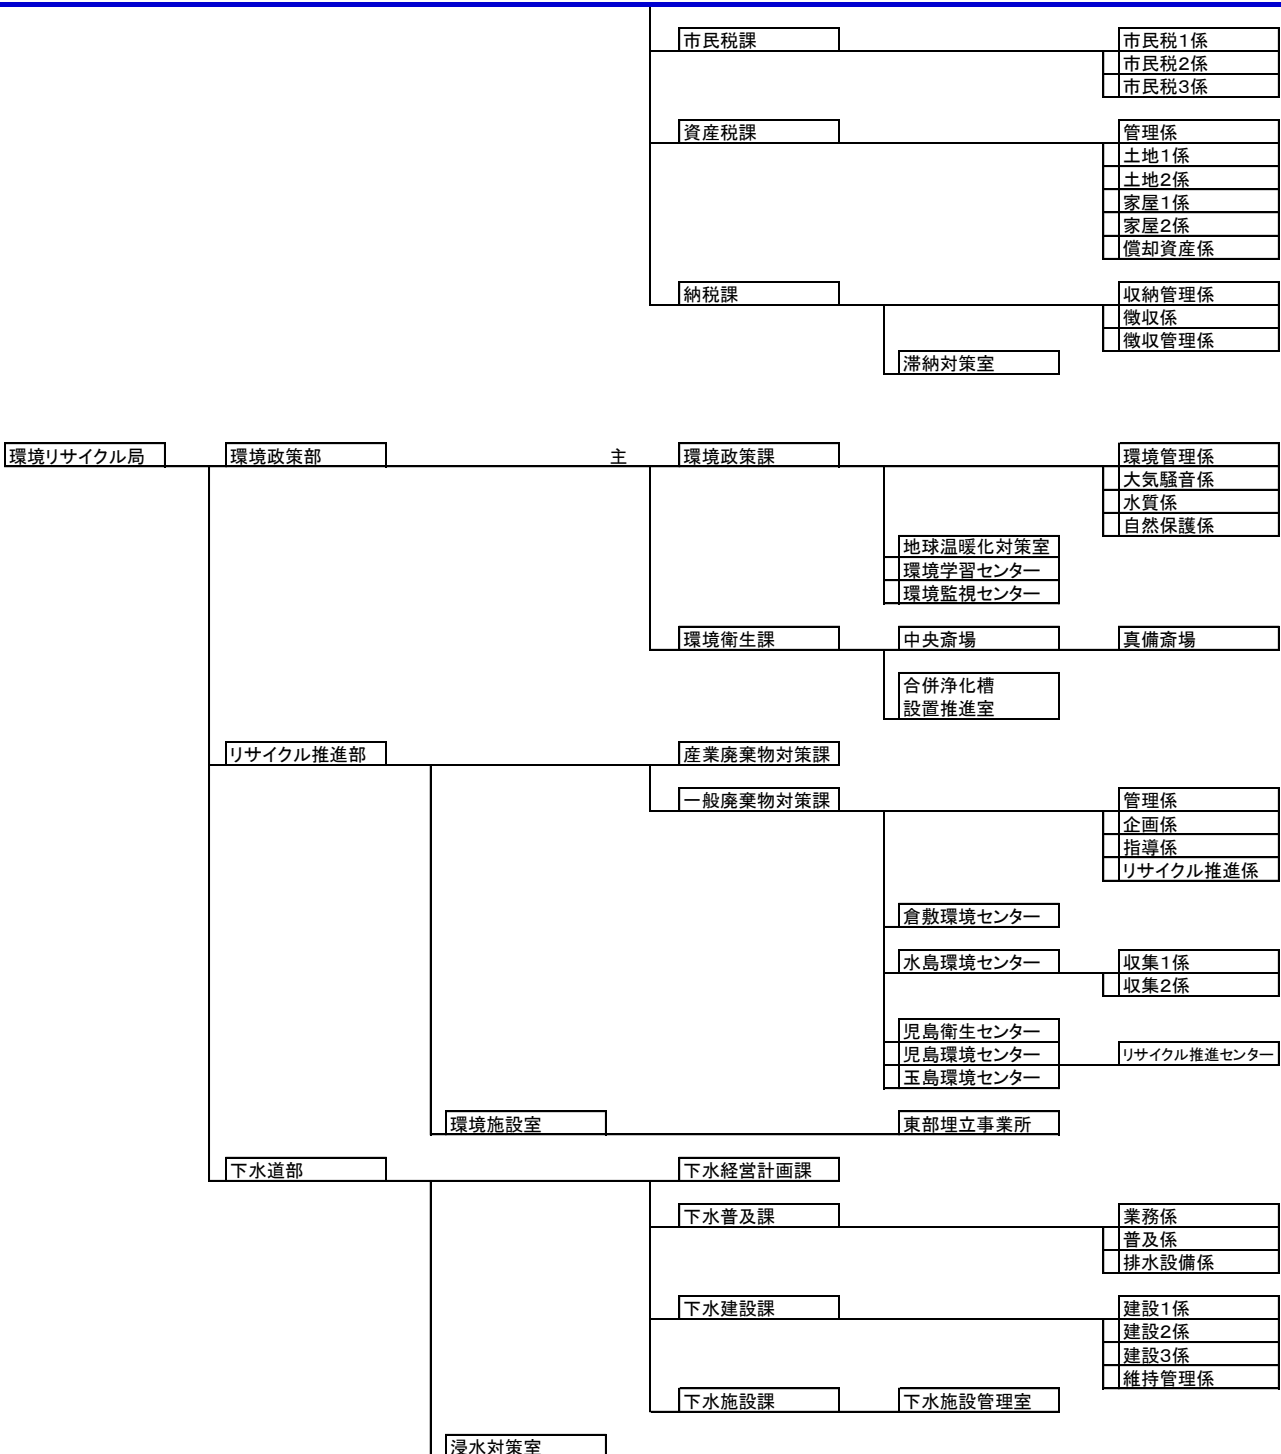 市民税課
市民税1係
市民税2係
市民税3係
資産税課
管理係
土地1係
土地2係
家屋1係
家屋2係
償却資産係
納税課
収納管理係
徴収係
徴収管理係
滞納対策室
環境リサイクル局
環境政策部
主
環境政策課
環境管理係
大気騒音係
水質係
自然保護係
地球温暖化対策室
環境学習センター
環境監視センター
環境衛生課
中央斎場
真備斎場
合併浄化槽
設置推進室
リサイクル推進部
産業廃棄物対策課
一般廃棄物対策課
管理係
企画係
指導係
リサイクル推進係
倉敷環境センター
水島環境センター
収集1係
収集2係
児島衛生センター
児島環境センター
リサイクル推進センター
玉島環境センター
環境施設室
東部埋立事業所
下水道部
下水経営計画課
下水普及課
業務係
普及係
排水設備係
下水建設課
建設1係
建設2係
建設3係
維持管理係
下水施設課
下水施設管理室
浸水対策室